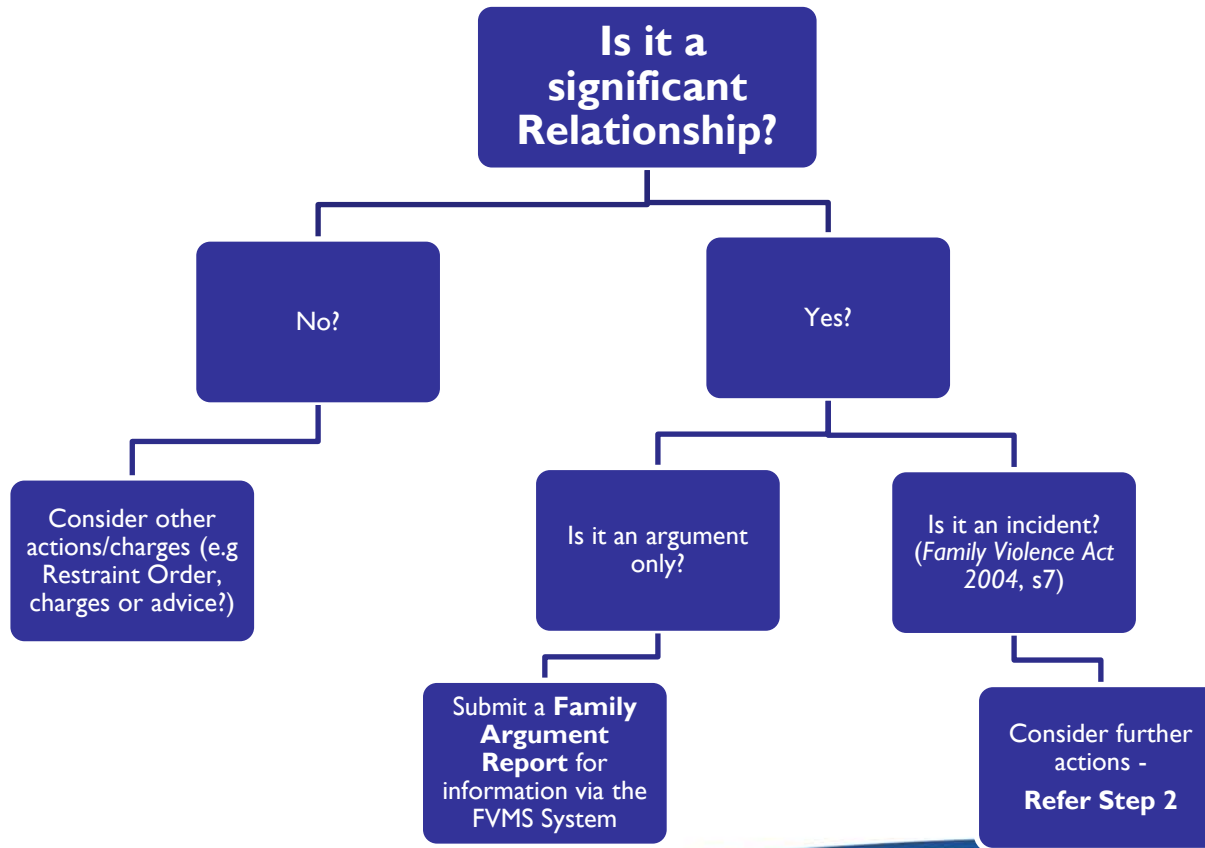 Is it a
significant
Relationship?
No?
Yes?
Consider other
actions/charges (e.g
Restraint Order,
charges or advice?)
Is it an argument
only?
Is it an incident?
(Family Violence Act
2004, s7)
Submit a Family
Argument
Report for
information via the
FVMS System
Consider further
actions -
Refer Step 2